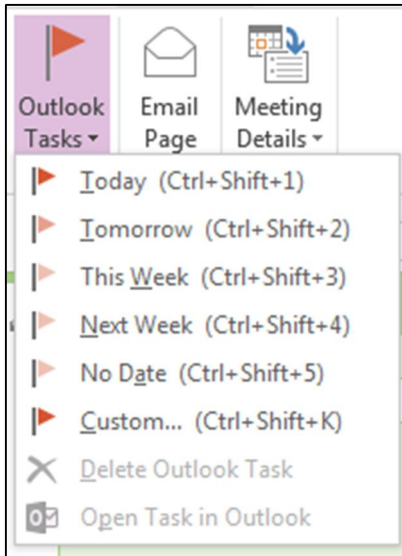 Outlook Tasks
Email Page
Meeting Details
Today (Ctrl+Shift+1)
Tomorrow (Ctrl+Shift+2)
This Week (Ctrl+Shift+3)
Next Week (Ctrl+Shift+4)
No Date (Ctrl+Shift+5)
Custom... (Ctrl+Shift+K)
Delete Outlook Task
Open Task in Outlook